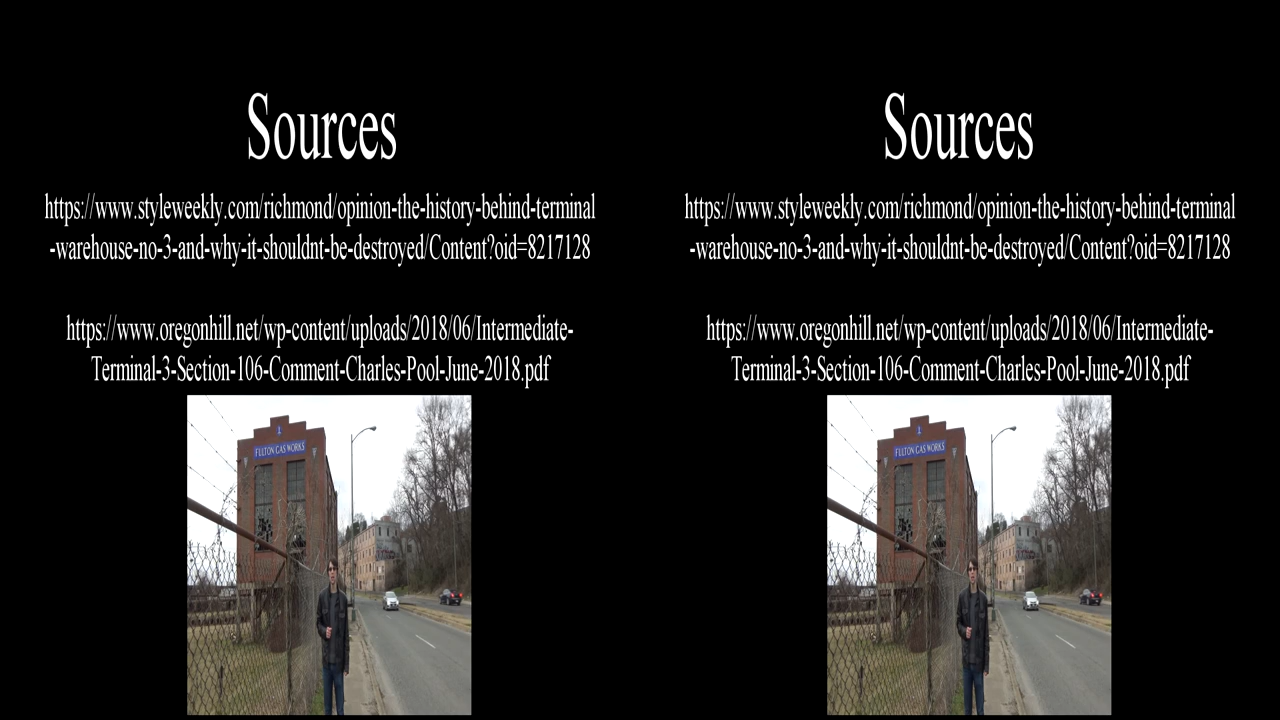 Sources
https://www.styleweekly.com/richmond/opinion-the-history-behind-terminal
-warehouse-no-3-and-why-it-shouldnt-be-destroyed/Content?oid=8217128
https://www.oregonhill.net/wp-content/uploads/2018/06/Intermediate-
Terminal-3-Section-106-Comment-Charles-Pool-June-2018.pdf
FULTON GAS WORKS
Sources
https://www.styleweekly.com/richmond/opinion-the-history-behind-terminal
-warehouse-no-3-and-why-it-shouldnt-be-destroyed/Content?oid=8217128
https://www.oregonhill.net/wp-content/uploads/2018/06/Intermediate-
Terminal-3-Section-106-Comment-Charles-Pool-June-2018.pdf
FULTON GAS WORKS